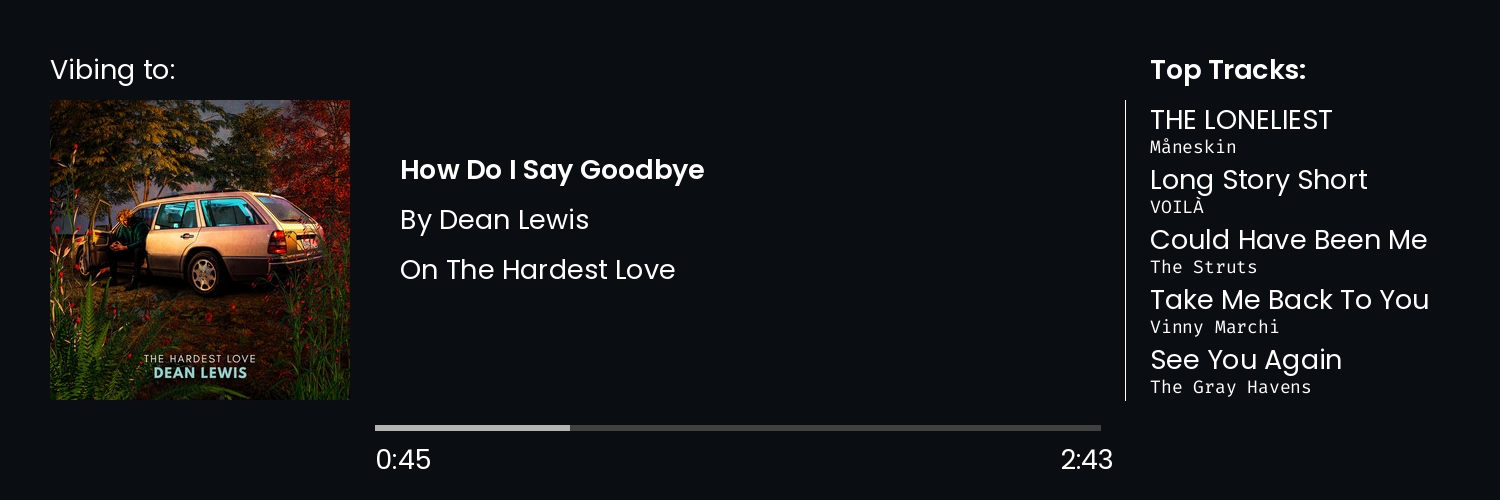 Vibing to:
THE HARDEST LOVE
DEAN LEWIS
How Do I Say Goodbye
By Dean Lewis
On The Hardest Love
0:45
2:43
Top Tracks:
THE LONELIEST
Måneskin
Long Story Short
VOILÀ
Could Have Been Me
The Struts
Take Me Back To You
Vinny Marchi
See You Again
The Gray Havens